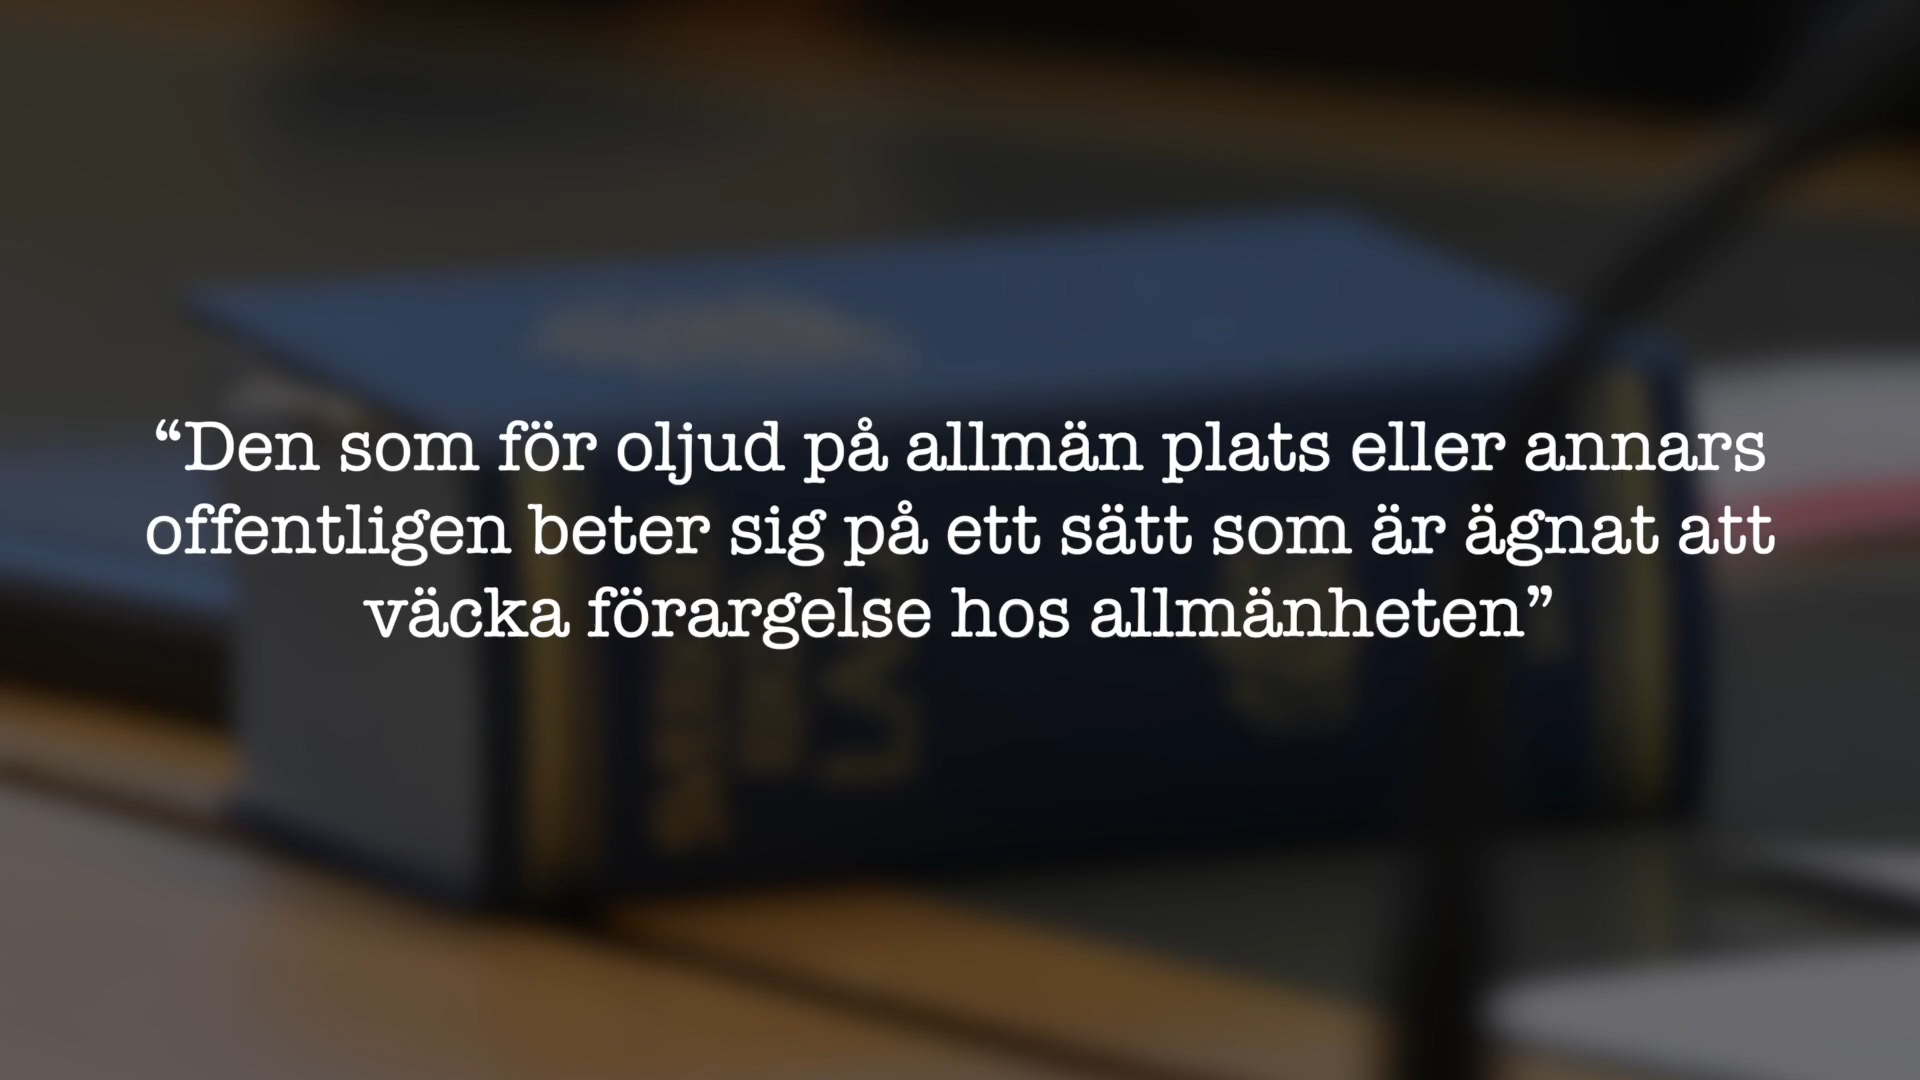 “Den som för oljud på allmän plats eller annars
offentligen beter sig på ett sätt som är ägnat att
väcka förargelse hos allmänheten”